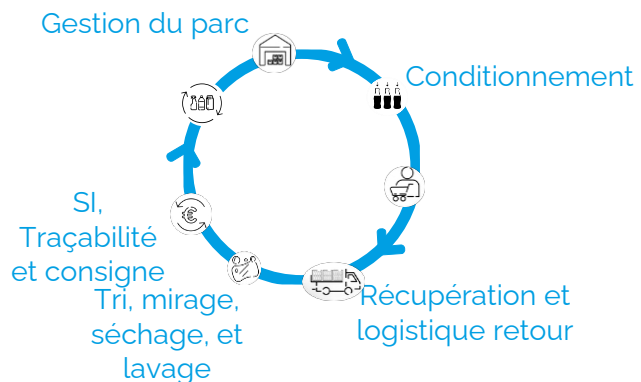 Gestion du parc
Conditionnement
Récupération et
logistique retour
Tri, mirage,
séchage, et
lavage
SI,
Traçabilité
et consigne
€